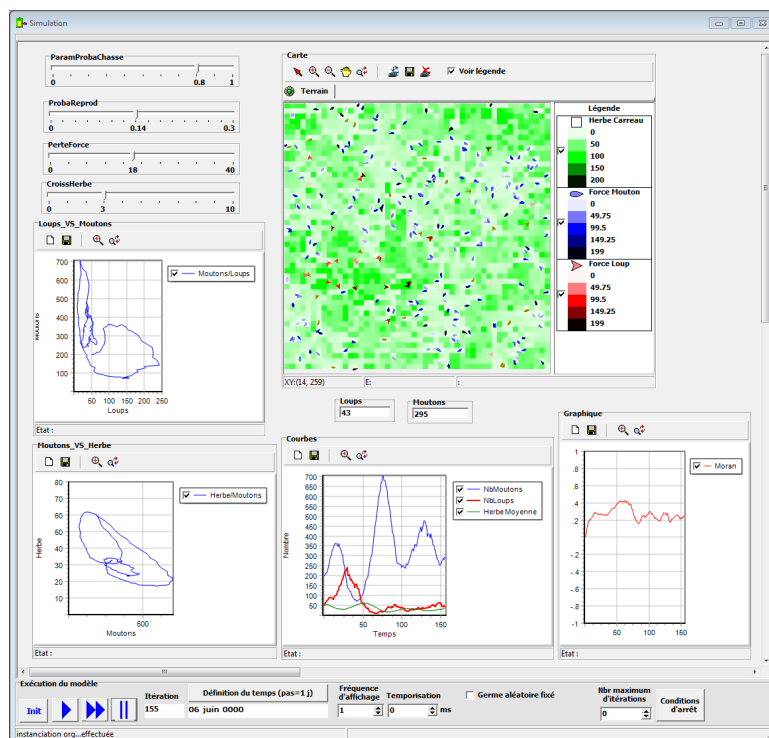 Simulation
ParamProbaChasse
0 0.8 1
ProbaReprod
0 0.14 0.3
PerteForce
0 18 40
CroissHerbe
0 3 10
Carte
Voir légende
Terrain
Légende
Herbe Carreau
0
50
100
150
200
Force Mouton
0
49.75
99.5
149.25
199
Force Loup
0
49.75
99.5
149.25
199
XY:(14, 259) E: :
Loups_VS_Moutons
700
600
500
400
300
200
100
Moutons
50 100 150 200 250
Loups
Moutons/Loups
Etat :
Loups
43
Moutons
295
Moutons_VS_Herbe
80
70
60
50
40
30
20
10
Herbe
500
Moutons
Herbe/Moutons
Etat :
Courbes
700
650
600
550
500
450
400
350
300
250
200
150
100
50
Nombre
50 100 150
Temps
NbMoutons
NbLoups
HerbeMoyenne
Etat :
Graphique
1
.8
.6
.4
.2
-.2
-.4
-.6
-.8
-1
50 100 150
Moran
Etat :
Exécution du modèle
Init
Itération
155
Définition du temps (pas=1 j)
06 juin 0000
Fréquence d'affichage
1
Temporisation
0 ms
Germe aléatoire fixé
Nbr maximum d'itérations
0
Conditions d'arrêt
instanciation org...effectuée